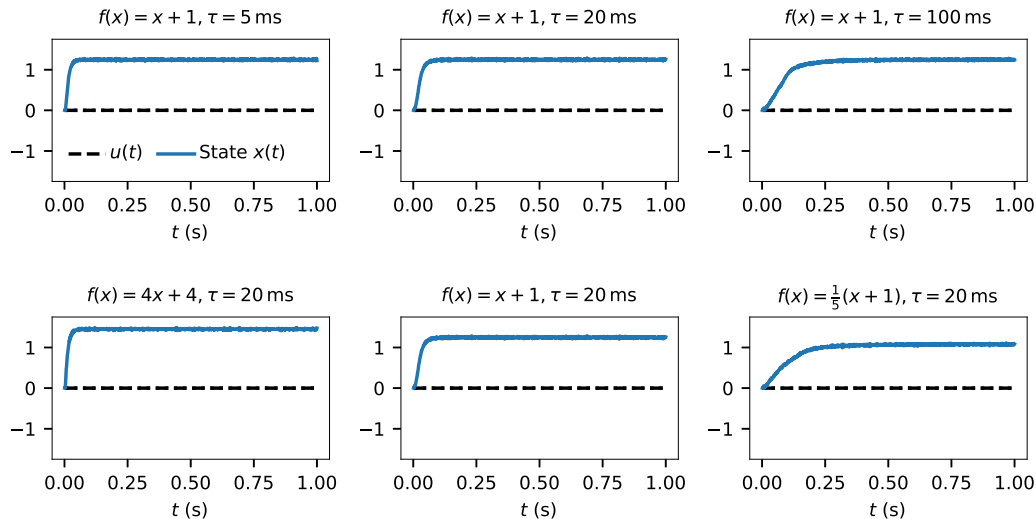 f(x) = x + 1, τ = 5 ms
1
0
−1
u(t)
State x(t)
0.00 0.25 0.50 0.75 1.00
t (s)
f(x) = x + 1, τ = 20 ms
1
0
−1
0.00 0.25 0.50 0.75 1.00
t (s)
f(x) = x + 1, τ = 100 ms
1
0
−1
0.00 0.25 0.50 0.75 1.00
t (s)
f(x) = 4x + 4, τ = 20 ms
1
0
−1
0.00 0.25 0.50 0.75 1.00
t (s)
f(x) = x + 1, τ = 20 ms
1
0
−1
0.00 0.25 0.50 0.75 1.00
t (s)
f(x) = 1/5 (x + 1), τ = 20 ms
1
0
−1
0.00 0.25 0.50 0.75 1.00
t (s)